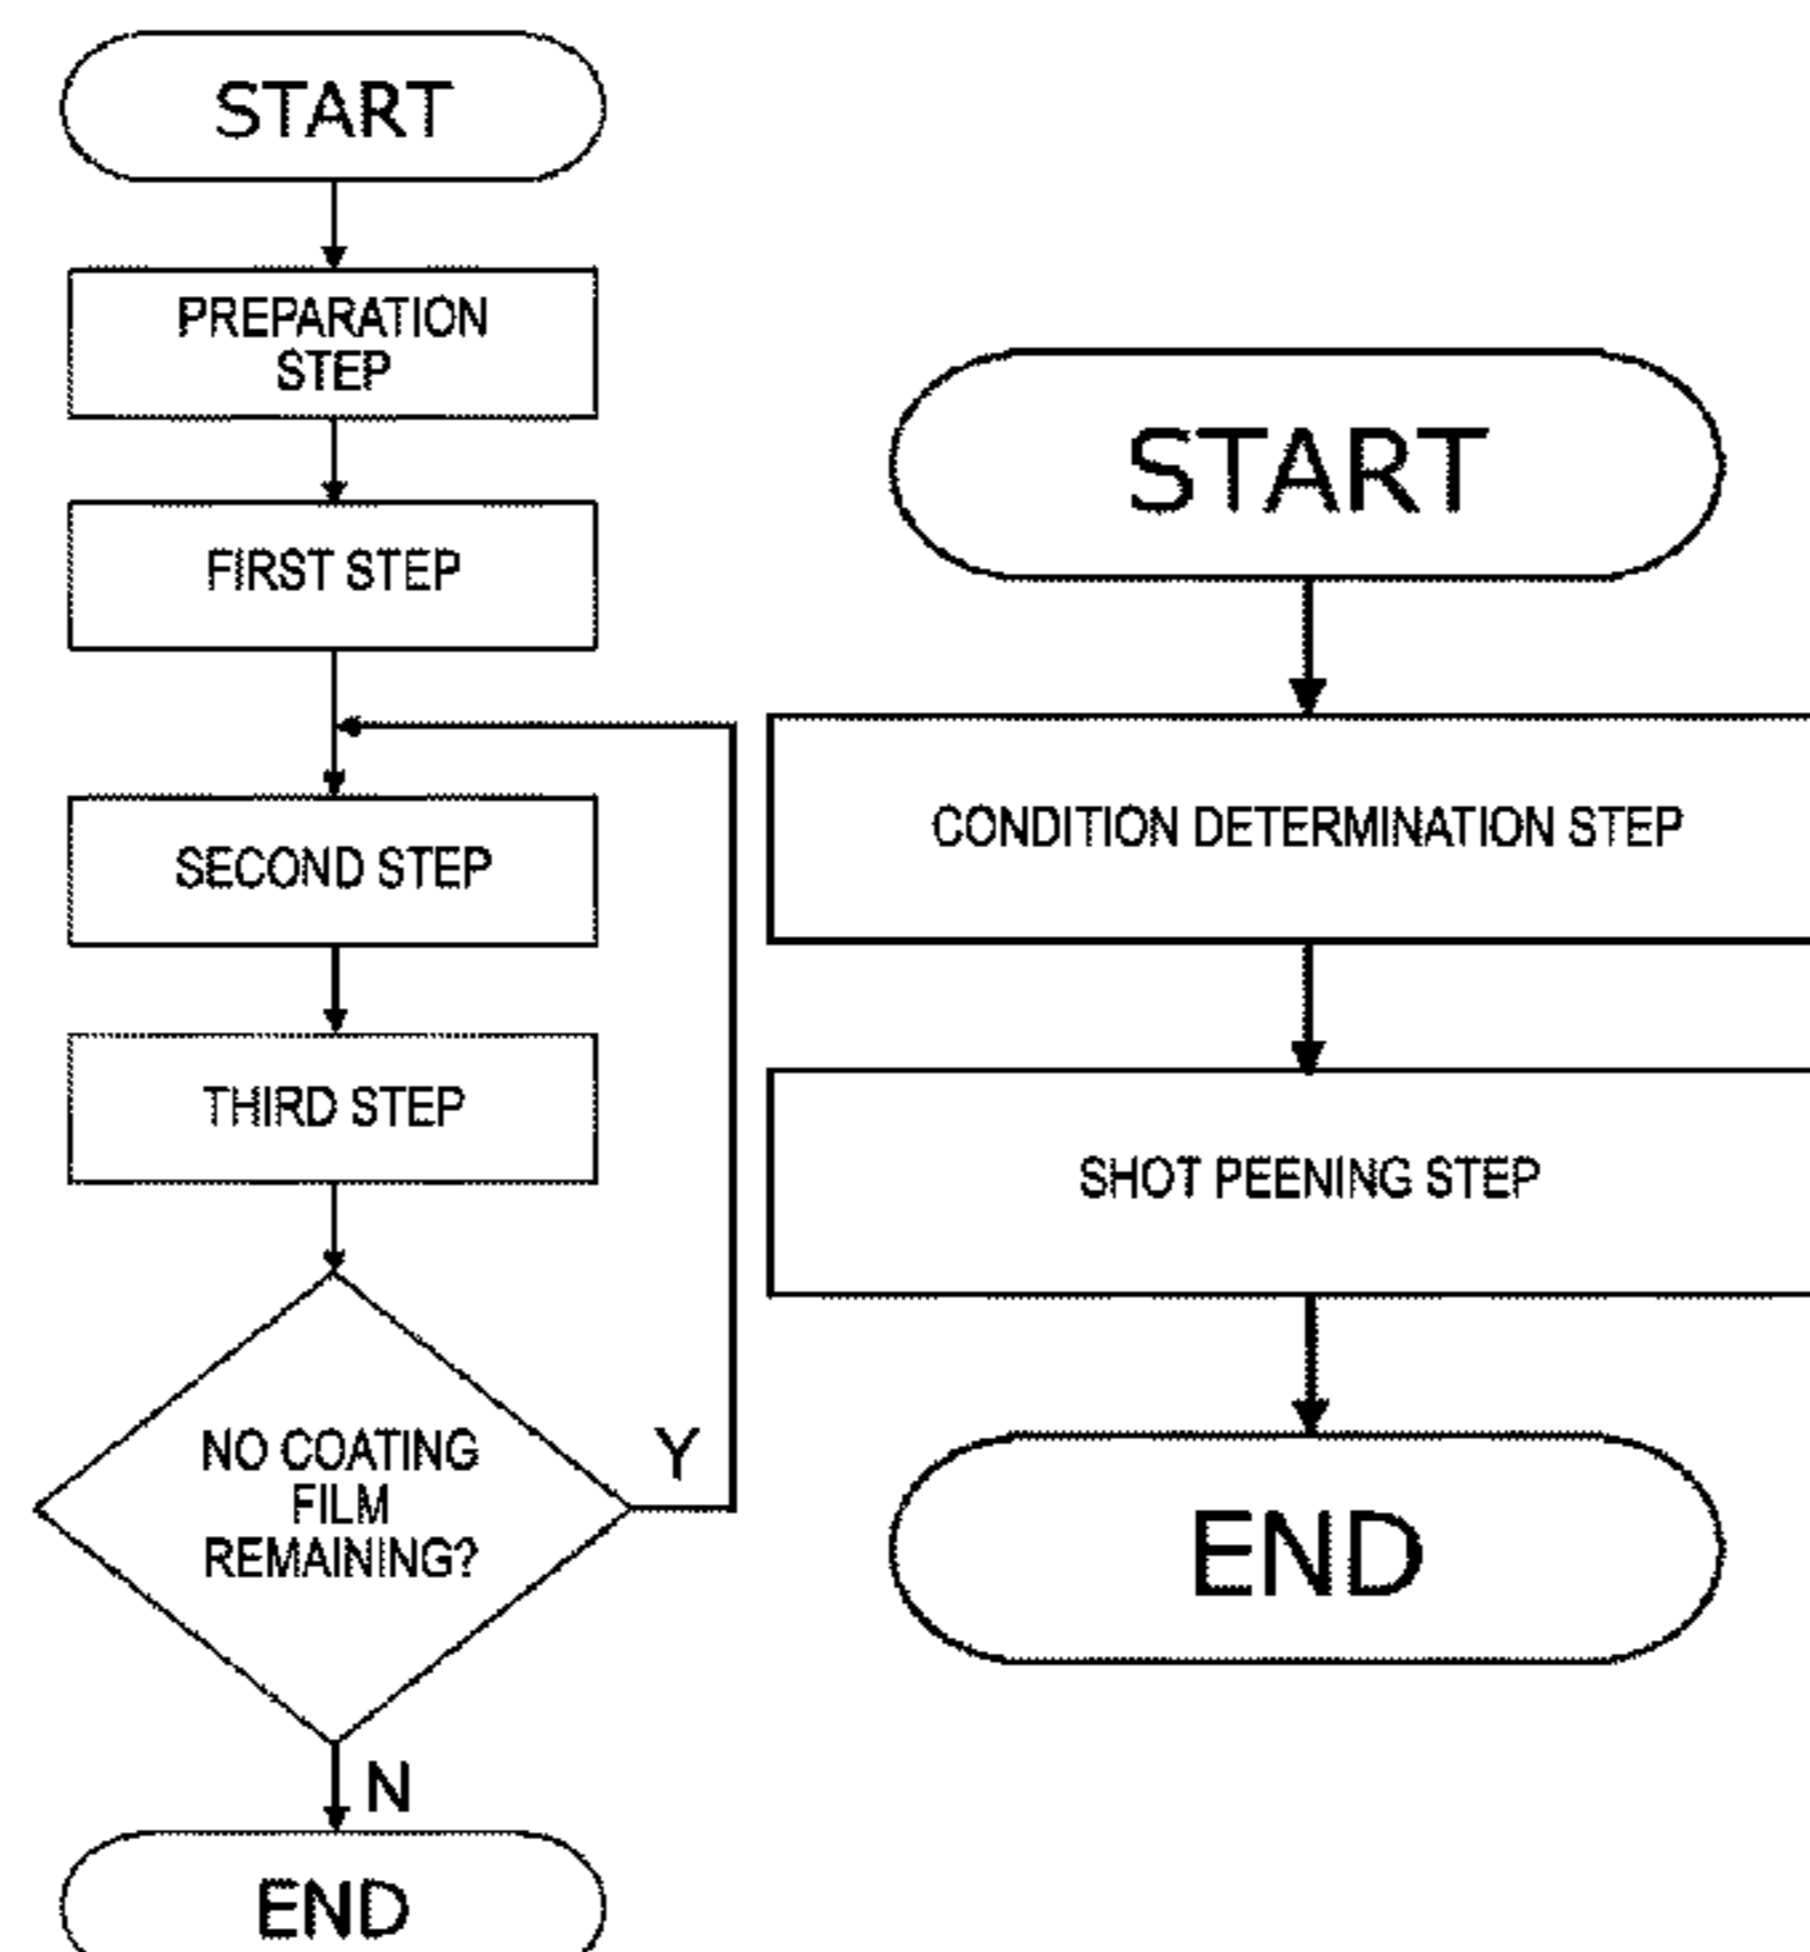 START
PREPARATION
STEP
FIRST STEP
SECOND STEP
THIRD STEP
NO COATING
FILM
REMAINING?
Y
N
END
START
CONDITION DETERMINATION STEP
SHOT PEENING STEP
END